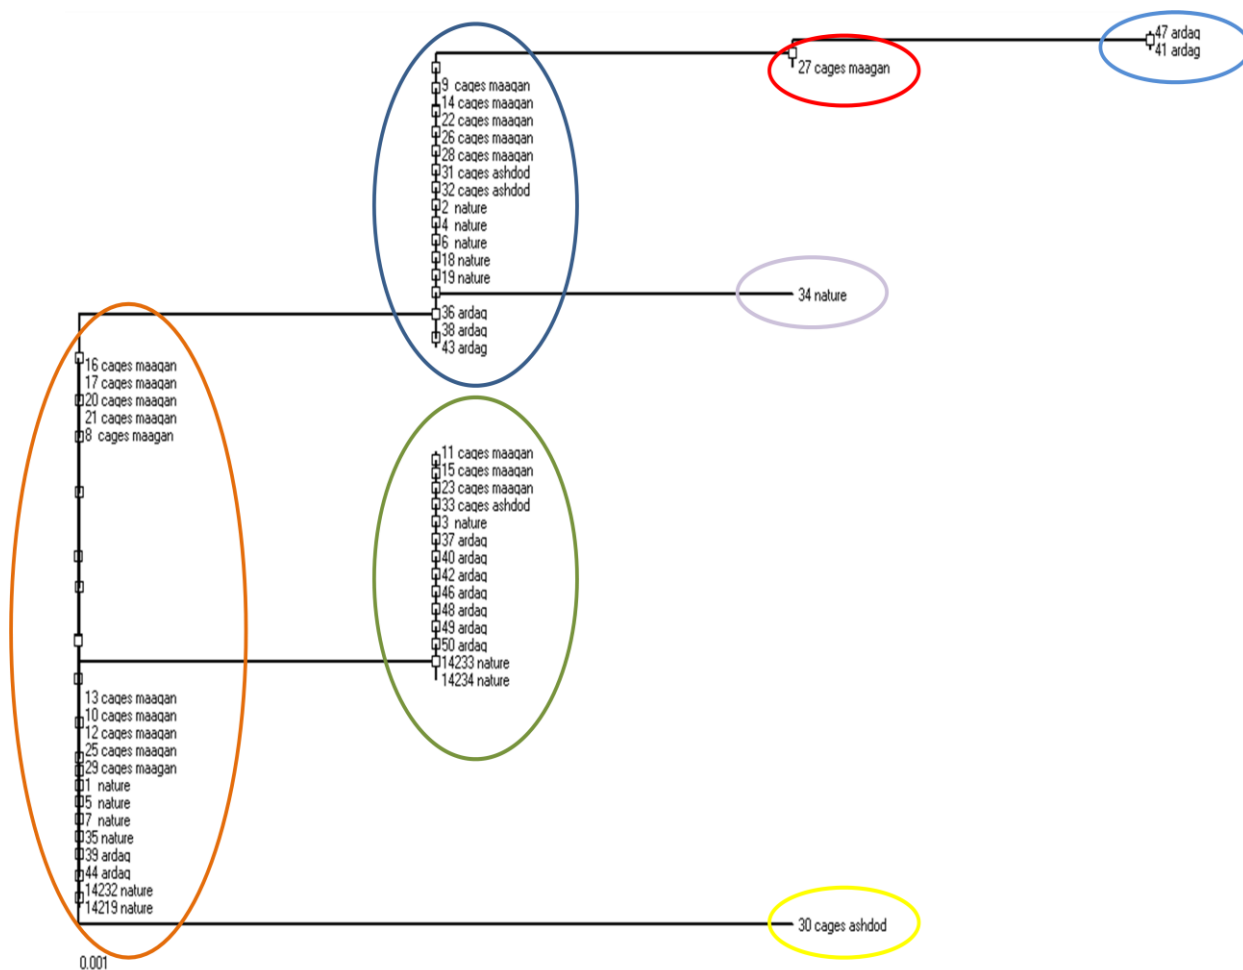 47 ardag
41 ardag
27 cages maagan
9 cages maagan
14 cages maagan
22 cages maagan
26 cages maagan
28 cages maagan
31 cages ashdod
32 cages ashdod
2 nature
4 nature
6 nature
18 nature
19 nature
34 nature
36 ardag
38 ardag
43 ardag
16 cages maagan
17 cages maagan
20 cages maagan
21 cages maagan
8 cages maagan
11 cages maagan
15 cages maagan
23 cages maagan
33 cages ashdod
3 nature
37 ardag
40 ardag
42 ardag
46 ardag
48 ardag
49 ardag
50 ardag
14233 nature
14234 nature
13 cages maagan
10 cages maagan
12 cages maagan
25 cages maagan
29 cages maagan
1 nature
5 nature
7 nature
35 nature
39 ardag
44 ardag
14232 nature
14219 nature
30 cages ashdod
0.001